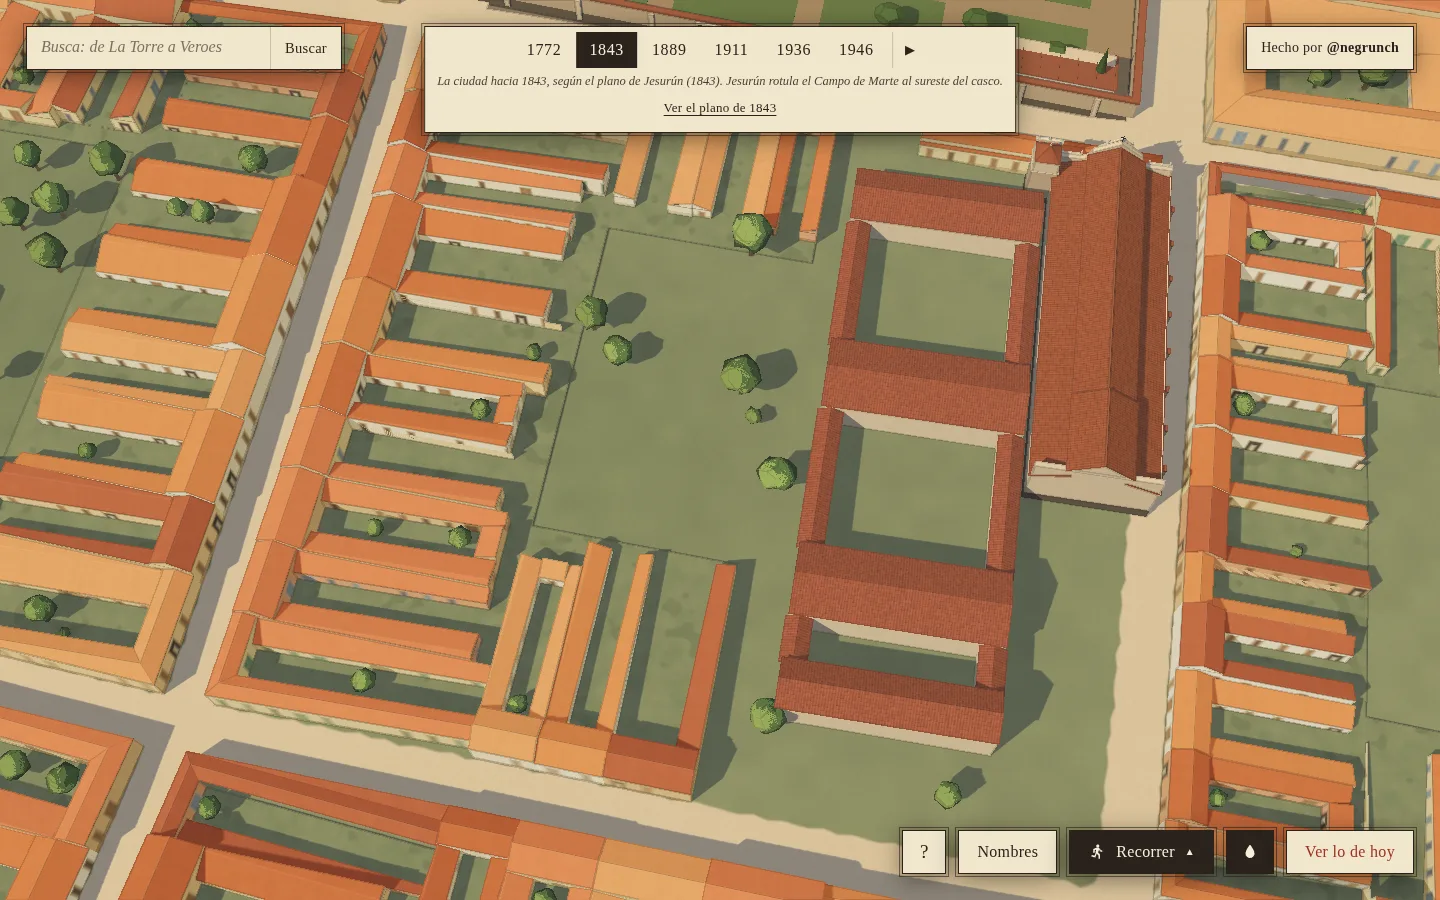 Busca: de La Torre a Veroes
Buscar
1772 1843 1889 1911 1936 1946 ▶
La ciudad hacia 1843, según el plano de Jesurún (1843). Jesurún rotula el Campo de Marte al sureste del casco.
Ver el plano de 1843
Hecho por @negrunch
? Nombres Recorrer ▲ Ver lo de hoy